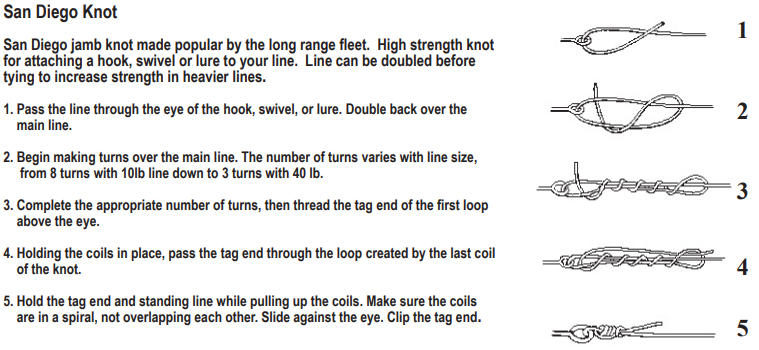 San Diego Knot
San Diego jamb knot made popular by the long range fleet. High strength knot
for attaching a hook, swivel or lure to your line. Line can be doubled before
tying to increase strength in heavier lines.
1. Pass the line through the eye of the hook, swivel, or lure. Double back over the
main line.
2. Begin making turns over the main line. The number of turns varies with line size,
from 8 turns with 10lb line down to 3 turns with 40 lb.
3. Complete the appropriate number of turns, then thread the tag end of the first loop
above the eye.
4. Holding the coils in place, pass the tag end through the loop created by the last coil
of the knot.
5. Hold the tag end and standing line while pulling up the coils. Make sure the coils
are in a spiral, not overlapping each other. Slide against the eye. Clip the tag end.
1
2
3
4
5